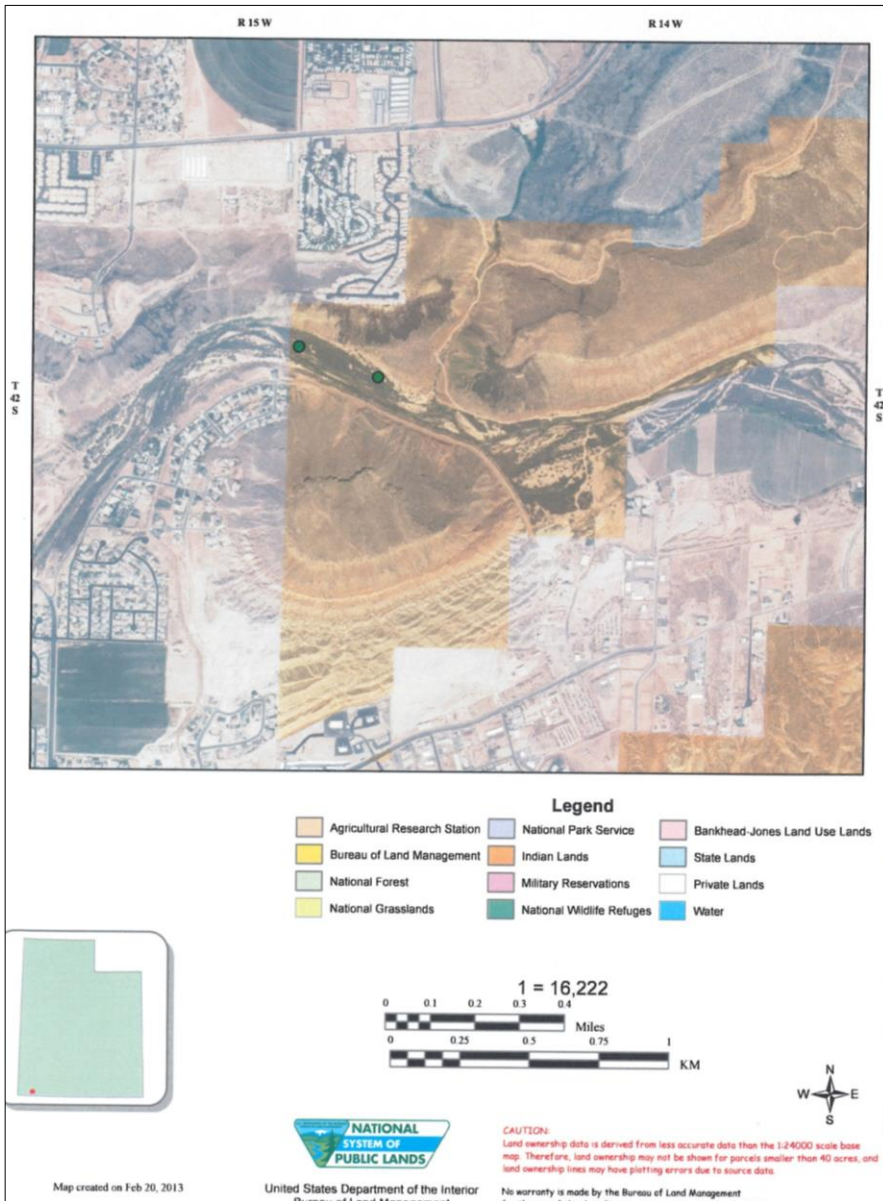 R 15 W
R 14 W
T
42
S
T
42
S
Legend
Agricultural Research Station
National Park Service
Bankhead-Jones Land Use Lands
Bureau of Land Management
Indian Lands
State Lands
National Forest
Military Reservations
Private Lands
National Grasslands
National Wildlife Refuges
Water
1 = 16,222
0 0.1 0.2 0.3 0.4
Miles
0 0.25 0.5 0.75 1
KM
N
W E
S
NATIONAL
SYSTEM OF
PUBLIC LANDS
CAUTION:
Land ownership data is derived from less accurate data than the 1:24000 scale base
map. Therefore, land ownership may not be shown for parcels smaller than 40 acres, and
land ownership lines may have plotting errors due to source data.
Map created on Feb 20, 2013
United States Department of the Interior
Bureau of Land Management
No warranty is made by the Bureau of Land Management